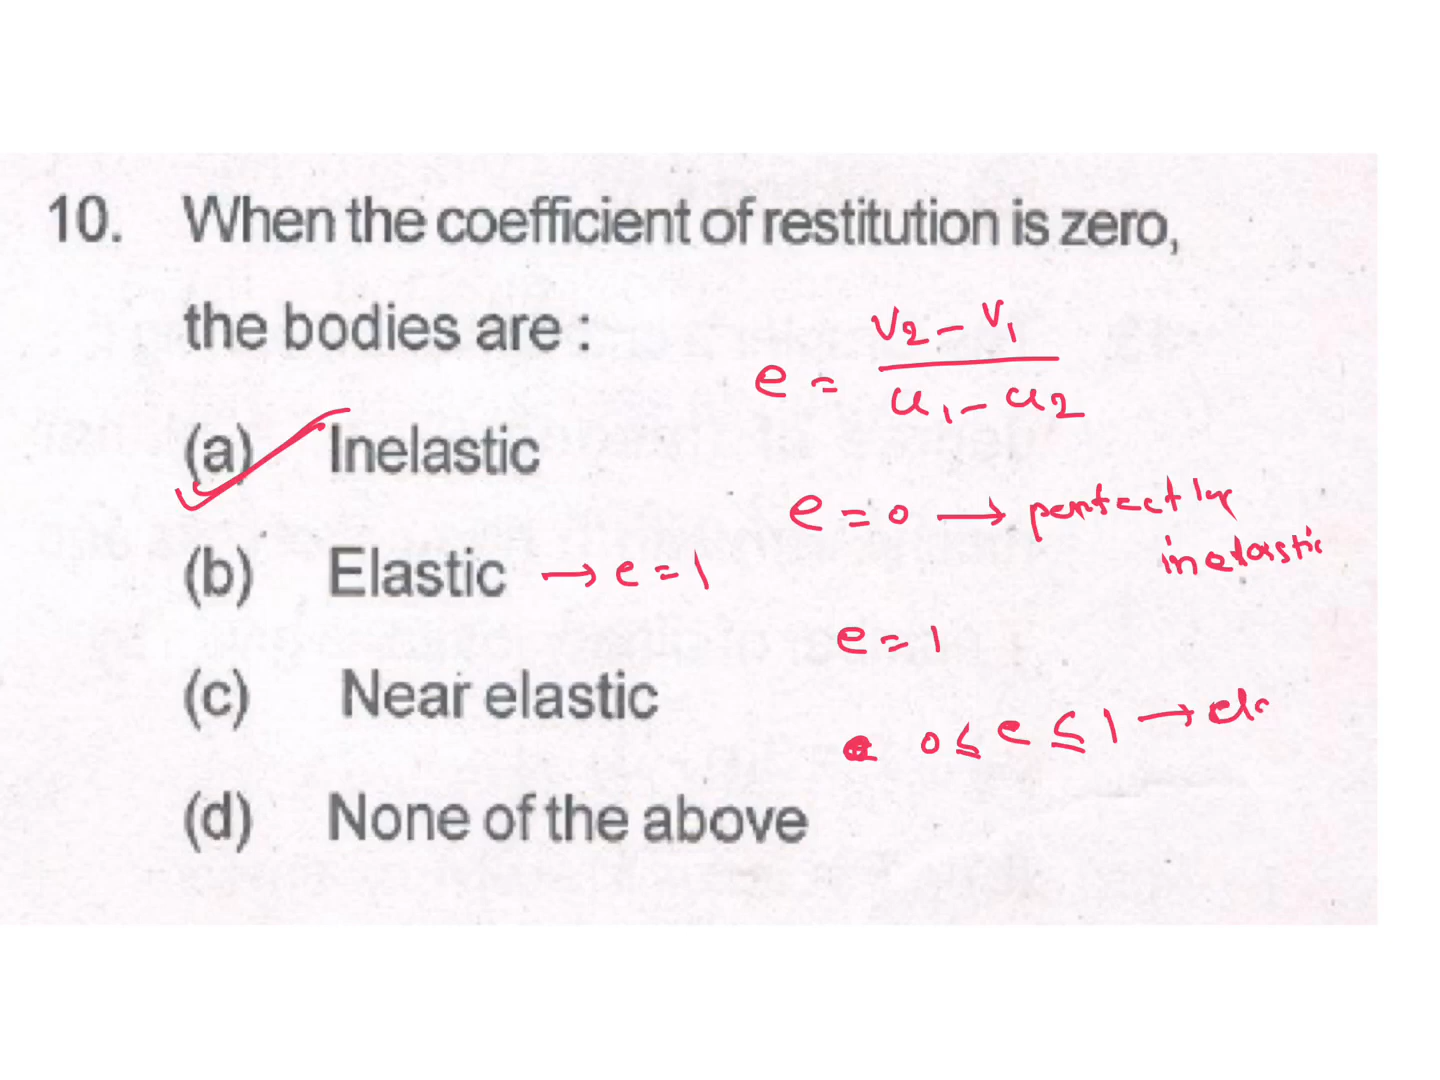 10. When the coefficient of restitution is zero,
the bodies are :
(a) Inelastic
(b) Elastic → e = 1
(c) Near elastic
(d) None of the above
e = V2 - V1 / u1 - u2
e = 0 → perfectly
inelastic
e = 1
0 ≤ e ≤ 1 → ela